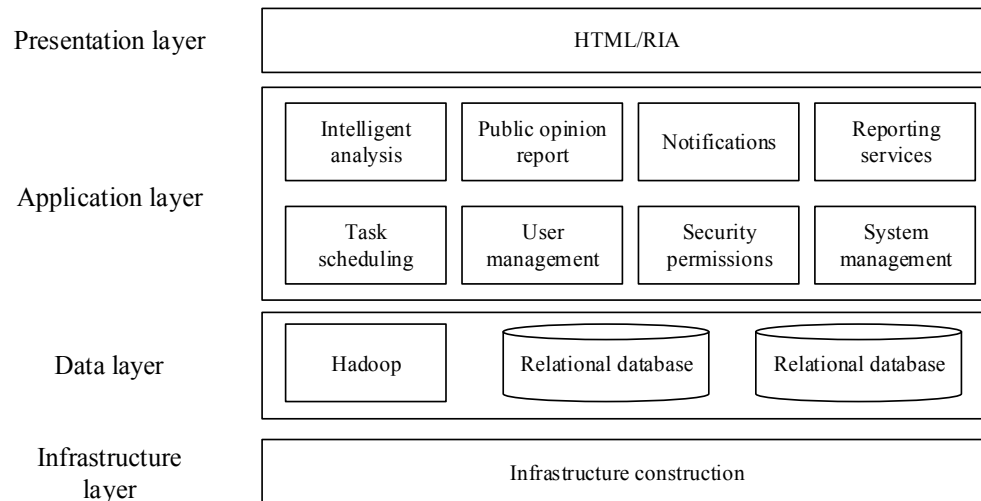 Presentation layer
HTML/RIA
Application layer
Intelligent
analysis
Public opinion
report
Notifications
Reporting
services
Task
scheduling
User
management
Security
permissions
System
management
Data layer
Hadoop
Relational database
Relational database
Infrastructure
layer
Infrastructure construction